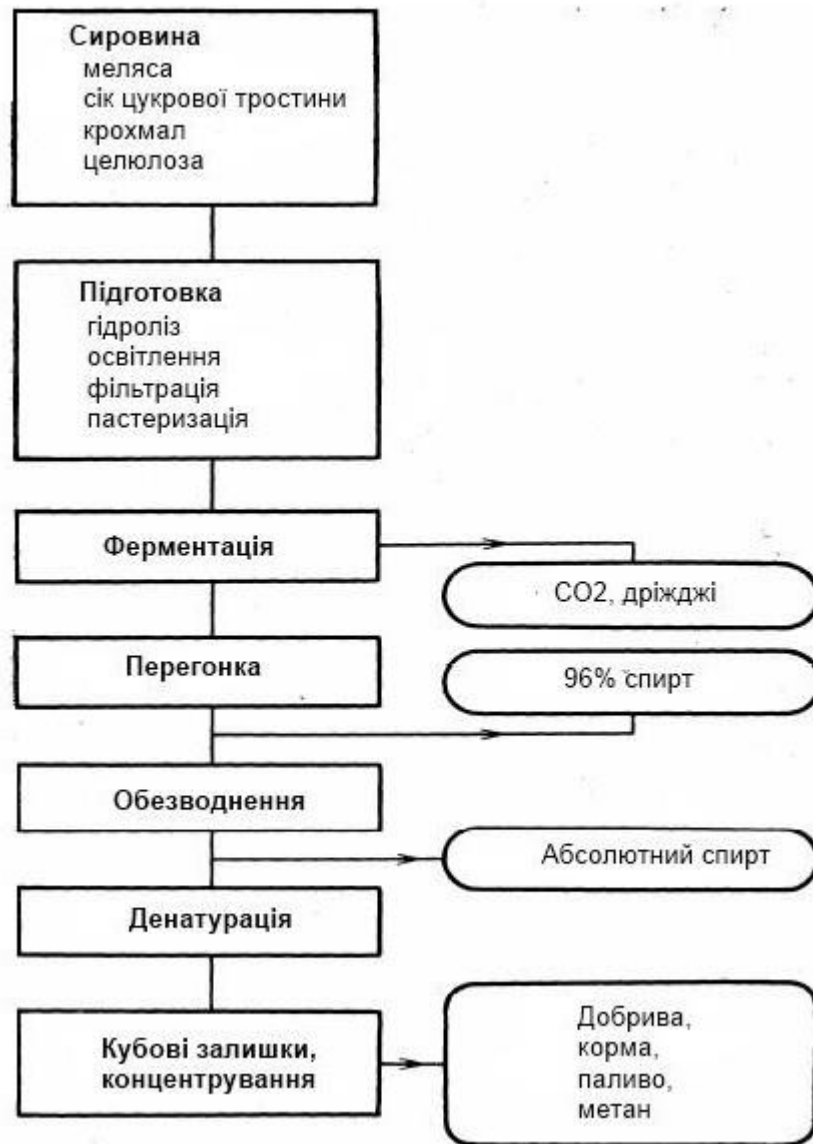 Сировина
меляса
сік цукрової тростини
крохмал
целюлоза
Підготовка
гідроліз
освітлення
фільтрація
пастеризація
Ферментація
СО2, дріжджі
Перегонка
96% спирт
Обезводнення
Абсолютний спирт
Денатурація
Кубові залишки,
концентрування
Добрива,
корма,
паливо,
метан